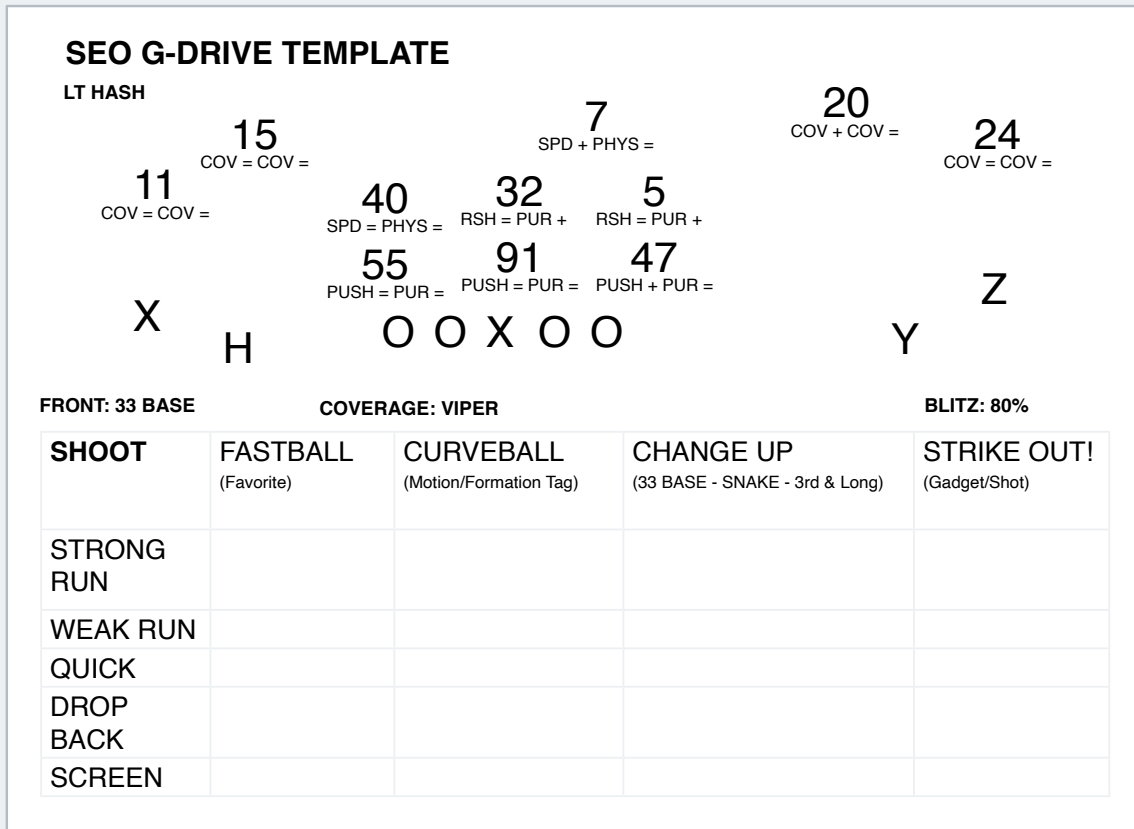 SEO G-DRIVE TEMPLATE
LT HASH
20
COV + COV =
7
SPD + PHYS =
15
COV = COV =
24
COV = COV =
11
COV = COV =
40
SPD = PHYS =
32
RSH = PUR +
5
RSH = PUR +
55
PUSH = PUR =
91
PUSH = PUR =
47
PUSH + PUR =
X
H
O O X O O
Y
Z
FRONT: 33 BASE
COVERAGE: VIPER
BLITZ: 80%
SHOOT
FASTBALL
(Favorite)
CURVEBALL
(Motion/Formation Tag)
CHANGE UP
(33 BASE - SNAKE - 3rd & Long)
STRIKE OUT!
(Gadget/Shot)
STRONG
RUN
WEAK RUN
QUICK
DROP
BACK
SCREEN